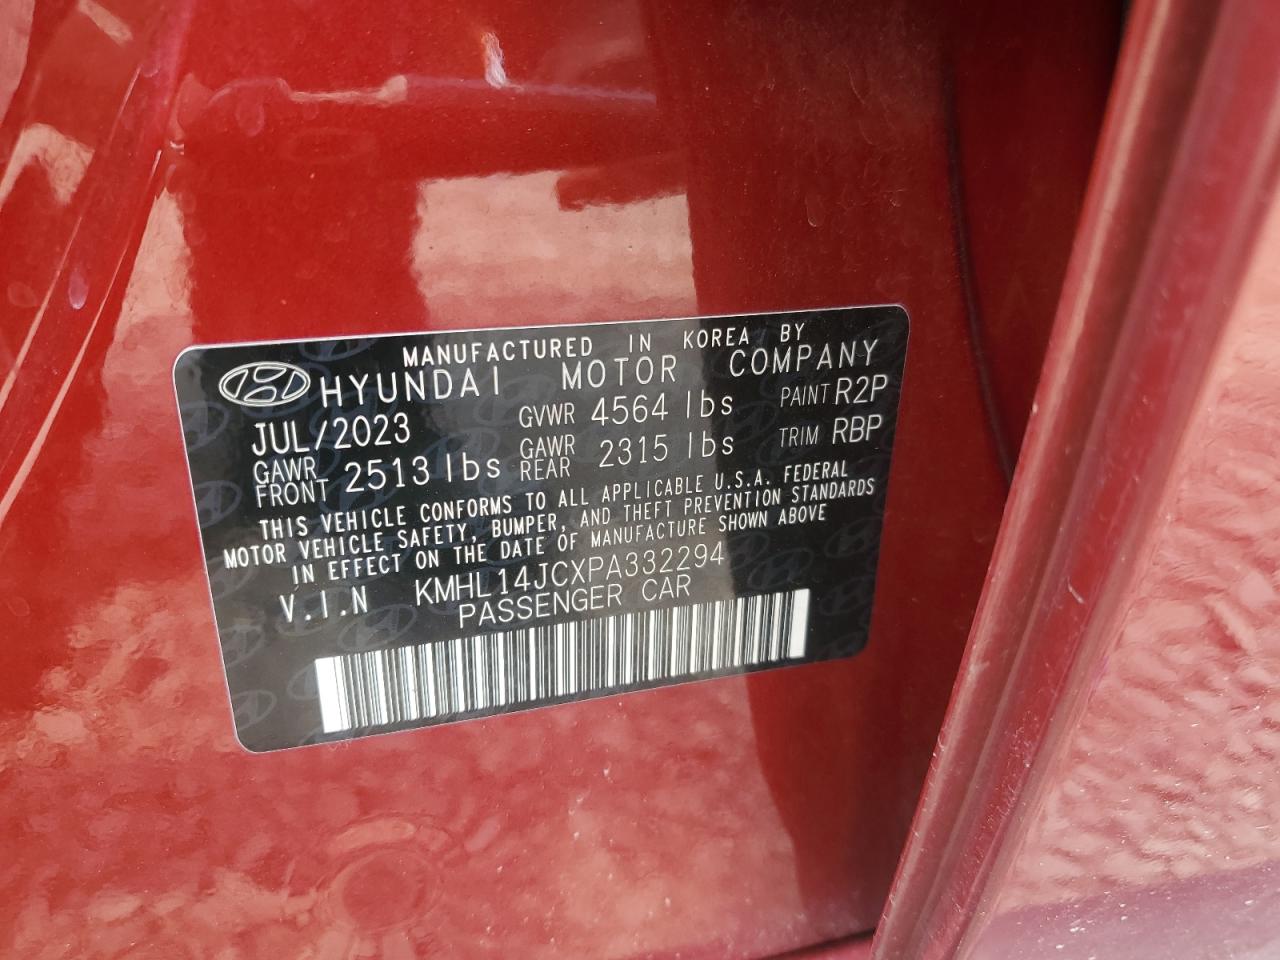 MANUFACTURED IN KOREA BY
HYUNDAI MOTOR COMPANY
JUL/2023 GVWR 4564 lbs PAINT R2P
GAWR FRONT 2513 lbs GAWR REAR 2315 lbs TRIM RBP
THIS VEHICLE CONFORMS TO ALL APPLICABLE U.S.A. FEDERAL
MOTOR VEHICLE SAFETY, BUMPER, AND THEFT PREVENTION STANDARDS
IN EFFECT ON THE DATE OF MANUFACTURE SHOWN ABOVE
V.I.N KMHL14JCXPA332294
PASSENGER CAR